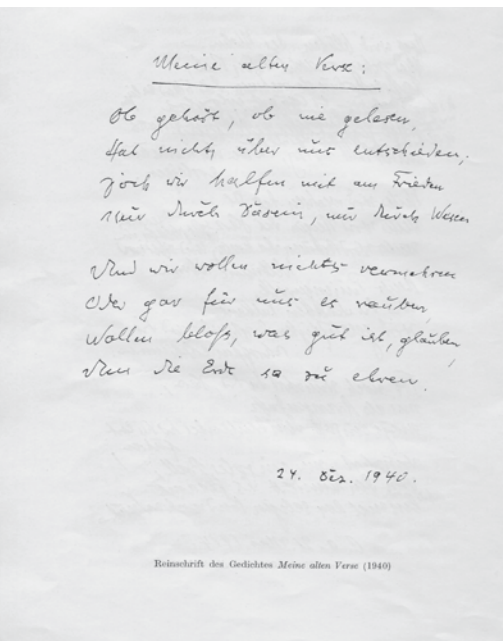 Meine alten Verse:
Ob gehört, ob nie gelesen,
Hat nichts über uns entschieden;
Doch wir halfen mit am Frieden
Nur durch Dasein, nur durch Wesen
Und wir wollen nichts vermehren
Oder gar für uns es rauben,
Wollen bloß, was gut ist, glauben,
Um die Erde so zu ehren.
24. Dez. 1940.
Reinschrift des Gedichtes Meine alten Verse (1940)